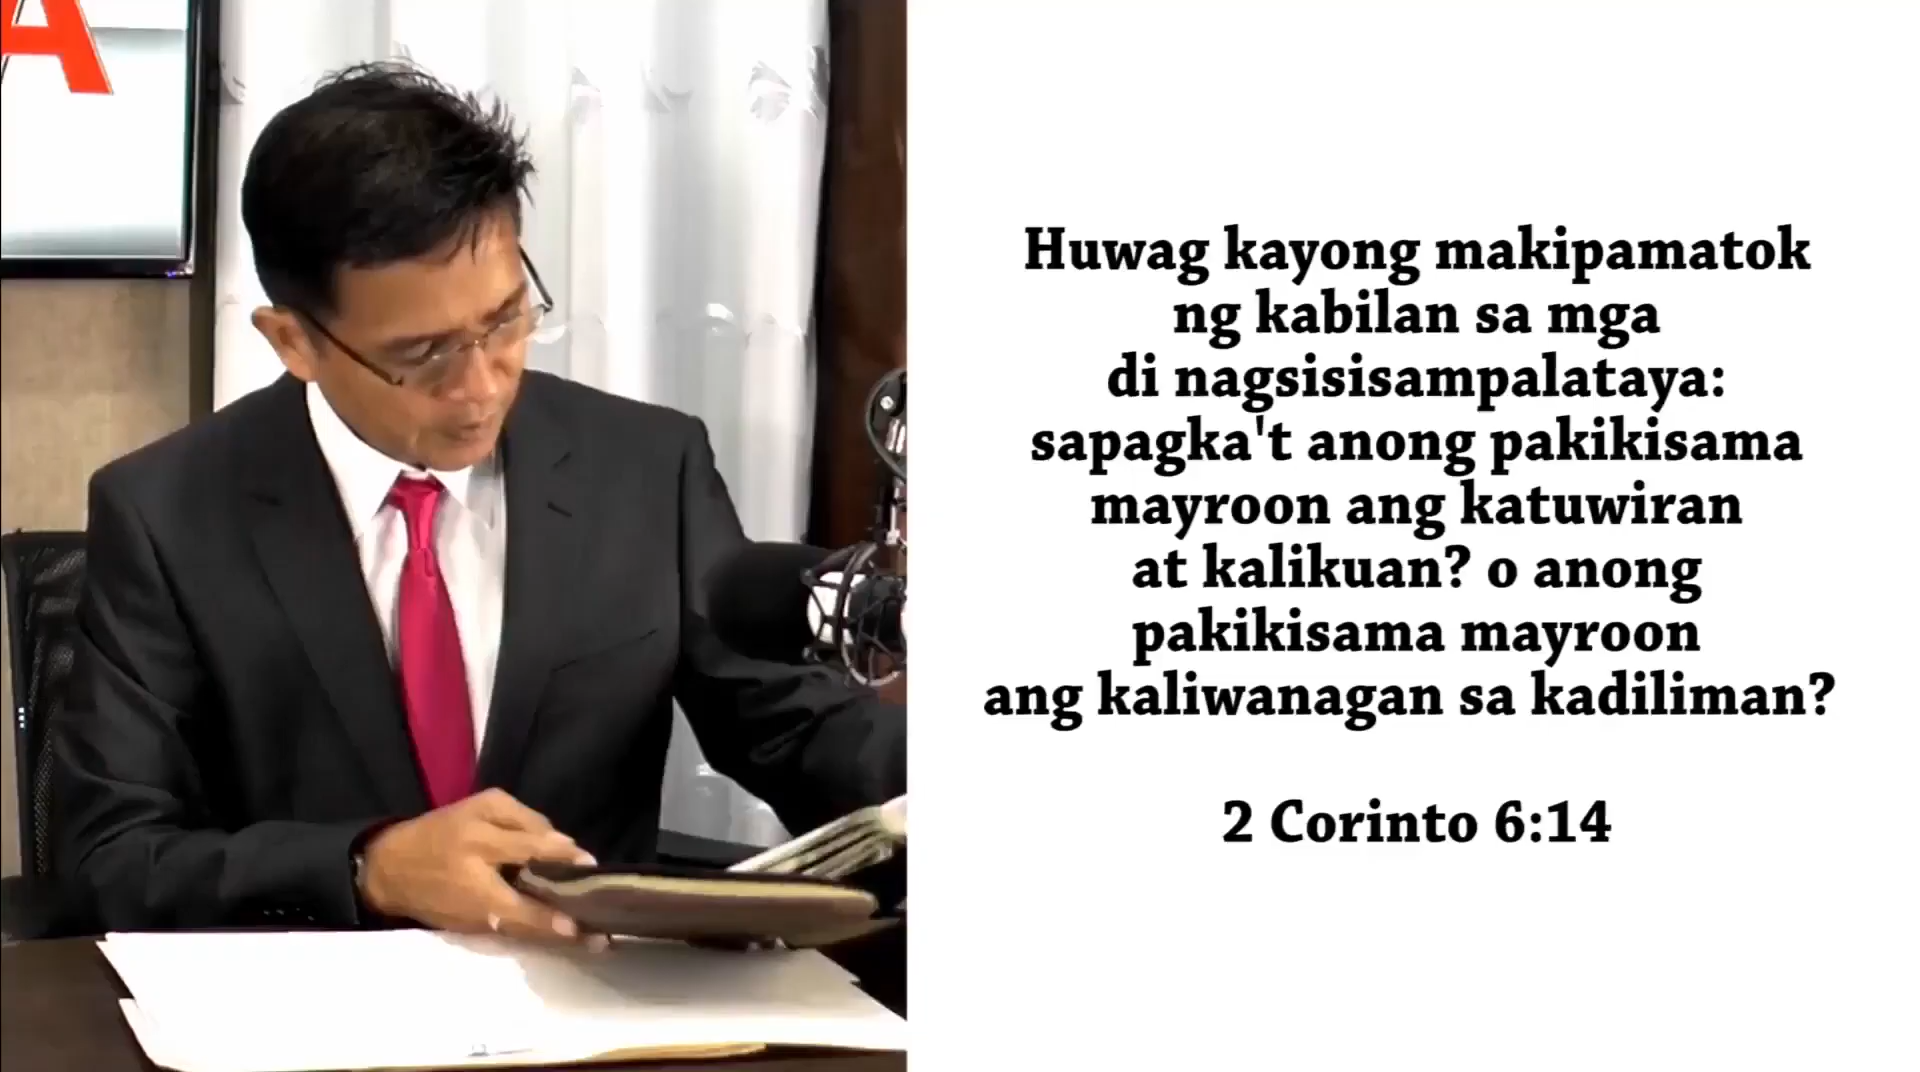 A
Huwag kayong makipamatok
ng kabilan sa mga
di nagsisisampalataya:
sapagka't anong pakikisama
mayroon ang katuwiran
at kalikuan? o anong
pakikisama mayroon
ang kaliwanagan sa kadiliman?
2 Corinto 6:14